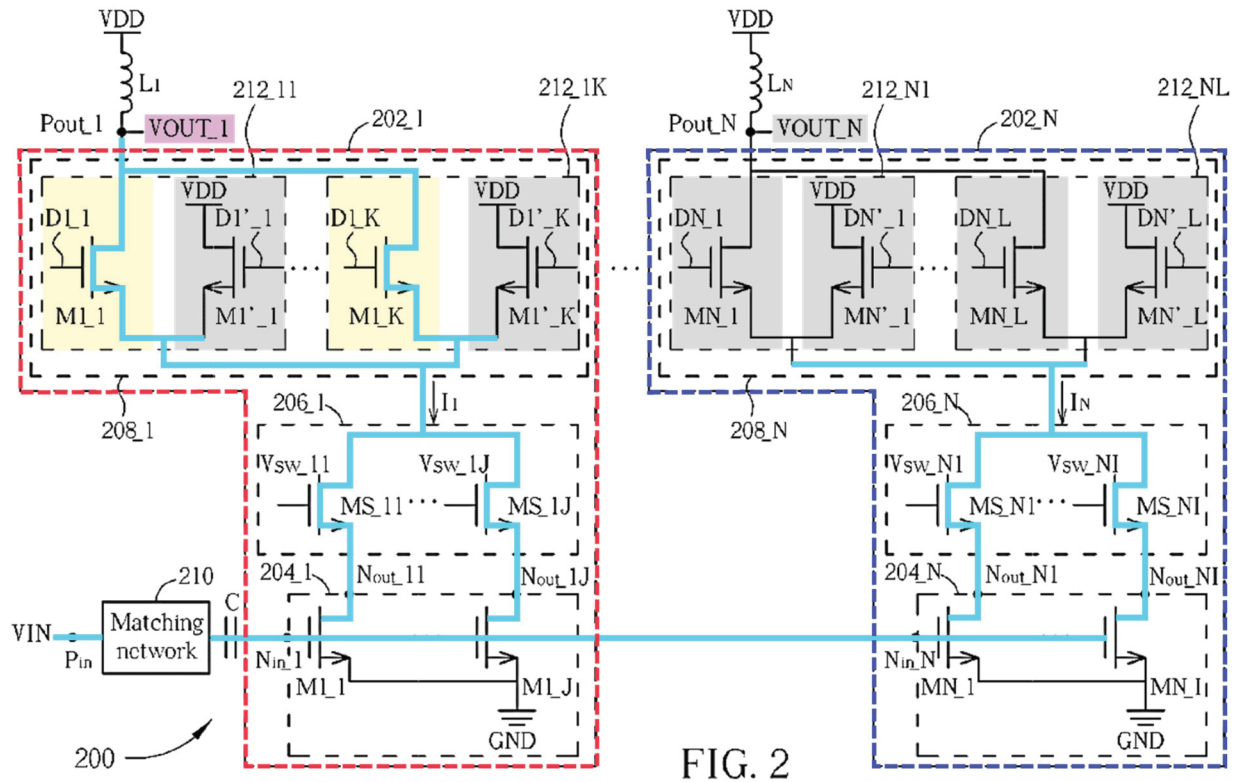 VDD VDD
L1 212_11 212_1K LN 212_N1 212_NL
Pout_1 VOUT_1 202_1 Pout_N VOUT_N 202_N
VDD VDD VDD VDD
D1_1 D1'_1 D1_K D1'_K DN_1 DN'_1 DN_L DN'_L
... ... ... ...
M1_1 M1'_1 M1_K M1'_K MN_1 MN'_1 MN_L MN'_L
208_1 206_1 I1 208_N 206_N IN
VSW_11 VSW_1J VSW_N1 VSW_NI
MS_11 ... MS_1J MS_N1 ... MS_NI
210 204_1 Nout_11 Nout_1J 204_N Nout_N1 Nout_NI
VIN Matching C
Pin network Nin_1 Nin_N
M1_1 M1_J MN_1 MN_I
200 GND GND
FIG. 2